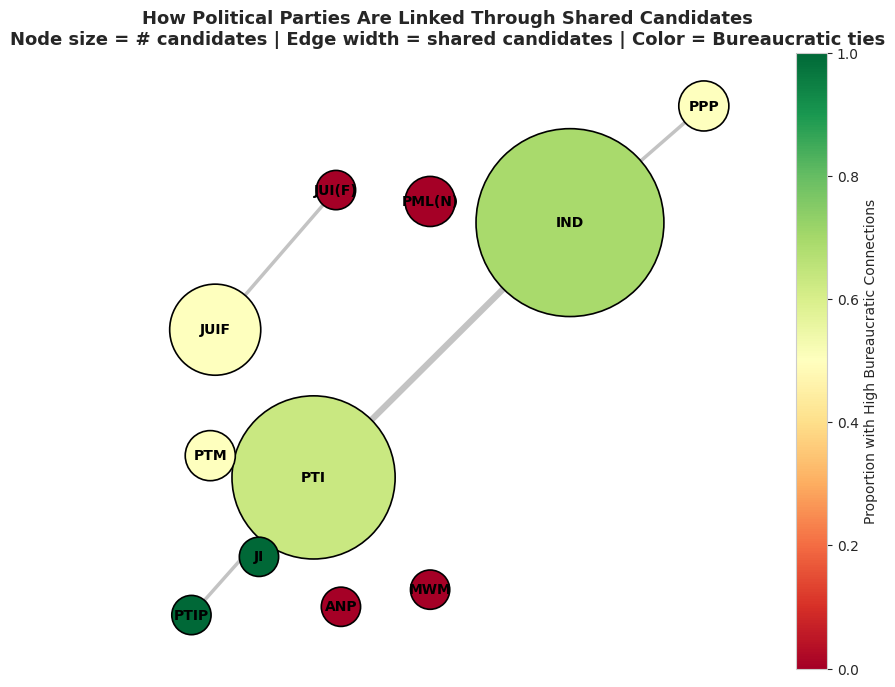 How Political Parties Are Linked Through Shared Candidates
Node size = # candidates | Edge width = shared candidates | Color = Bureaucratic ties
PPP
JUI(F)
PML(N)
IND
JUIF
PTM
PTI
JI
MWM
ANP
PTIP
1.0
0.8
0.6
0.4
0.2
0.0
Proportion with High Bureaucratic Connections